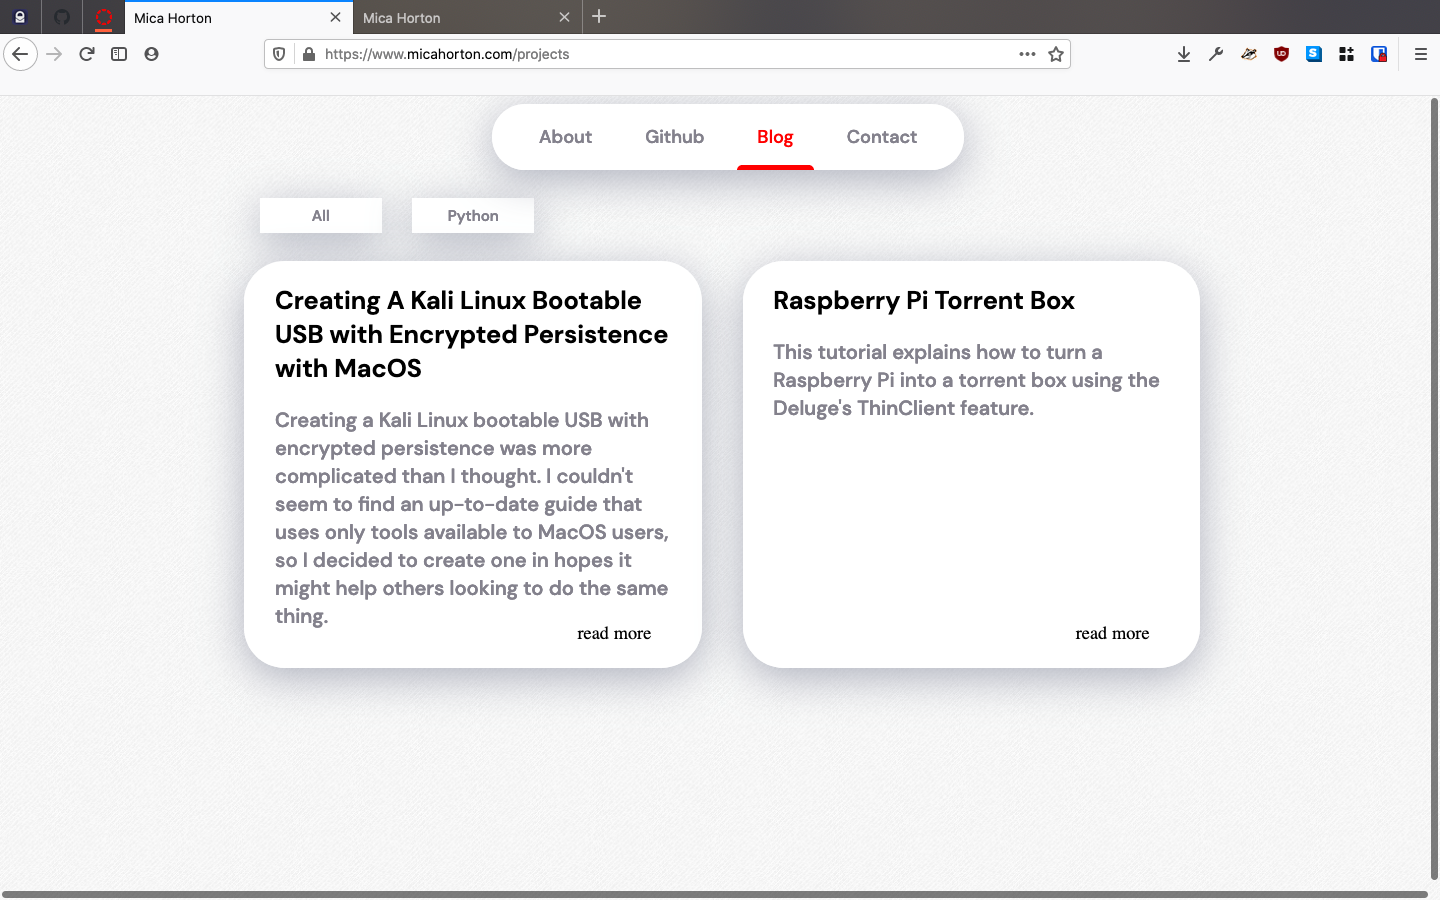 Mica Horton
Mica Horton
https://www.micahorton.com/projects
About Github Blog Contact
All Python
Creating A Kali Linux Bootable
USB with Encrypted Persistence
with MacOS
Creating a Kali Linux bootable USB with
encrypted persistence was more
complicated than I thought. I couldn't
seem to find an up-to-date guide that
uses only tools available to MacOS users,
so I decided to create one in hopes it
might help others looking to do the same
thing.
read more
Raspberry Pi Torrent Box
This tutorial explains how to turn a
Raspberry Pi into a torrent box using the
Deluge's ThinClient feature.
read more